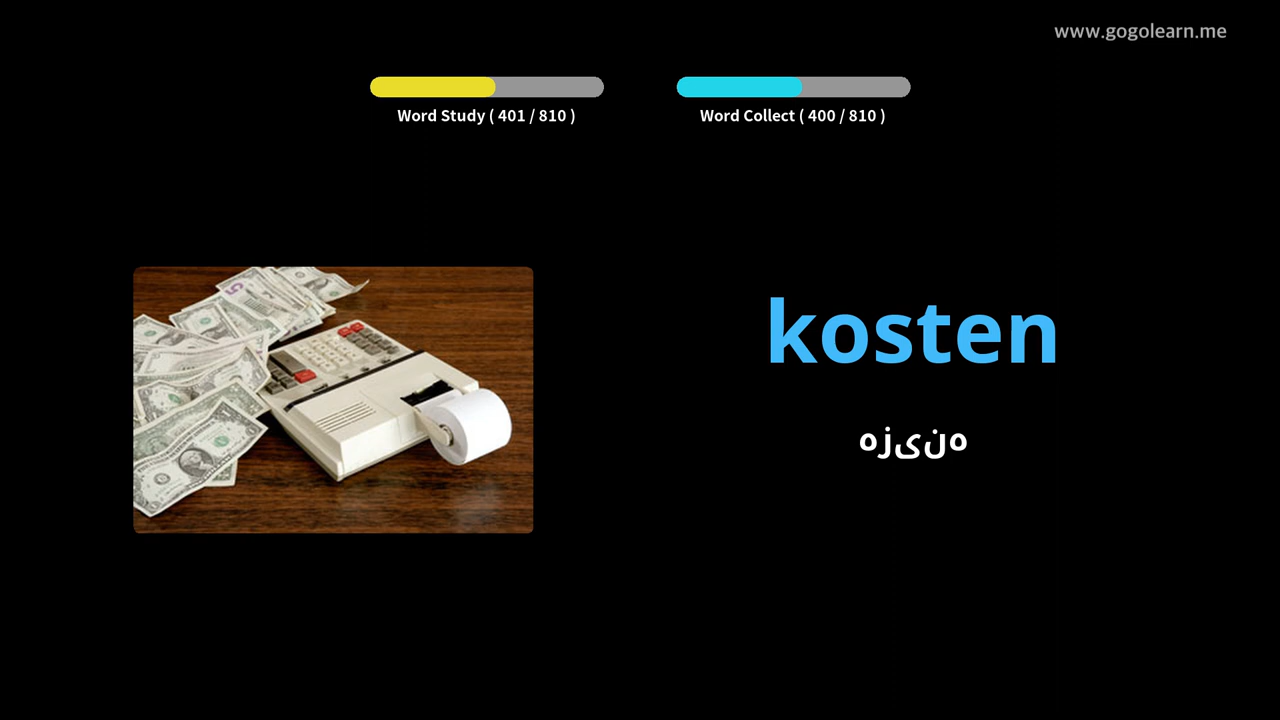 www.gogolearn.me
Word Study ( 401 / 810 )
Word Collect ( 400 / 810 )
kosten
هزینه